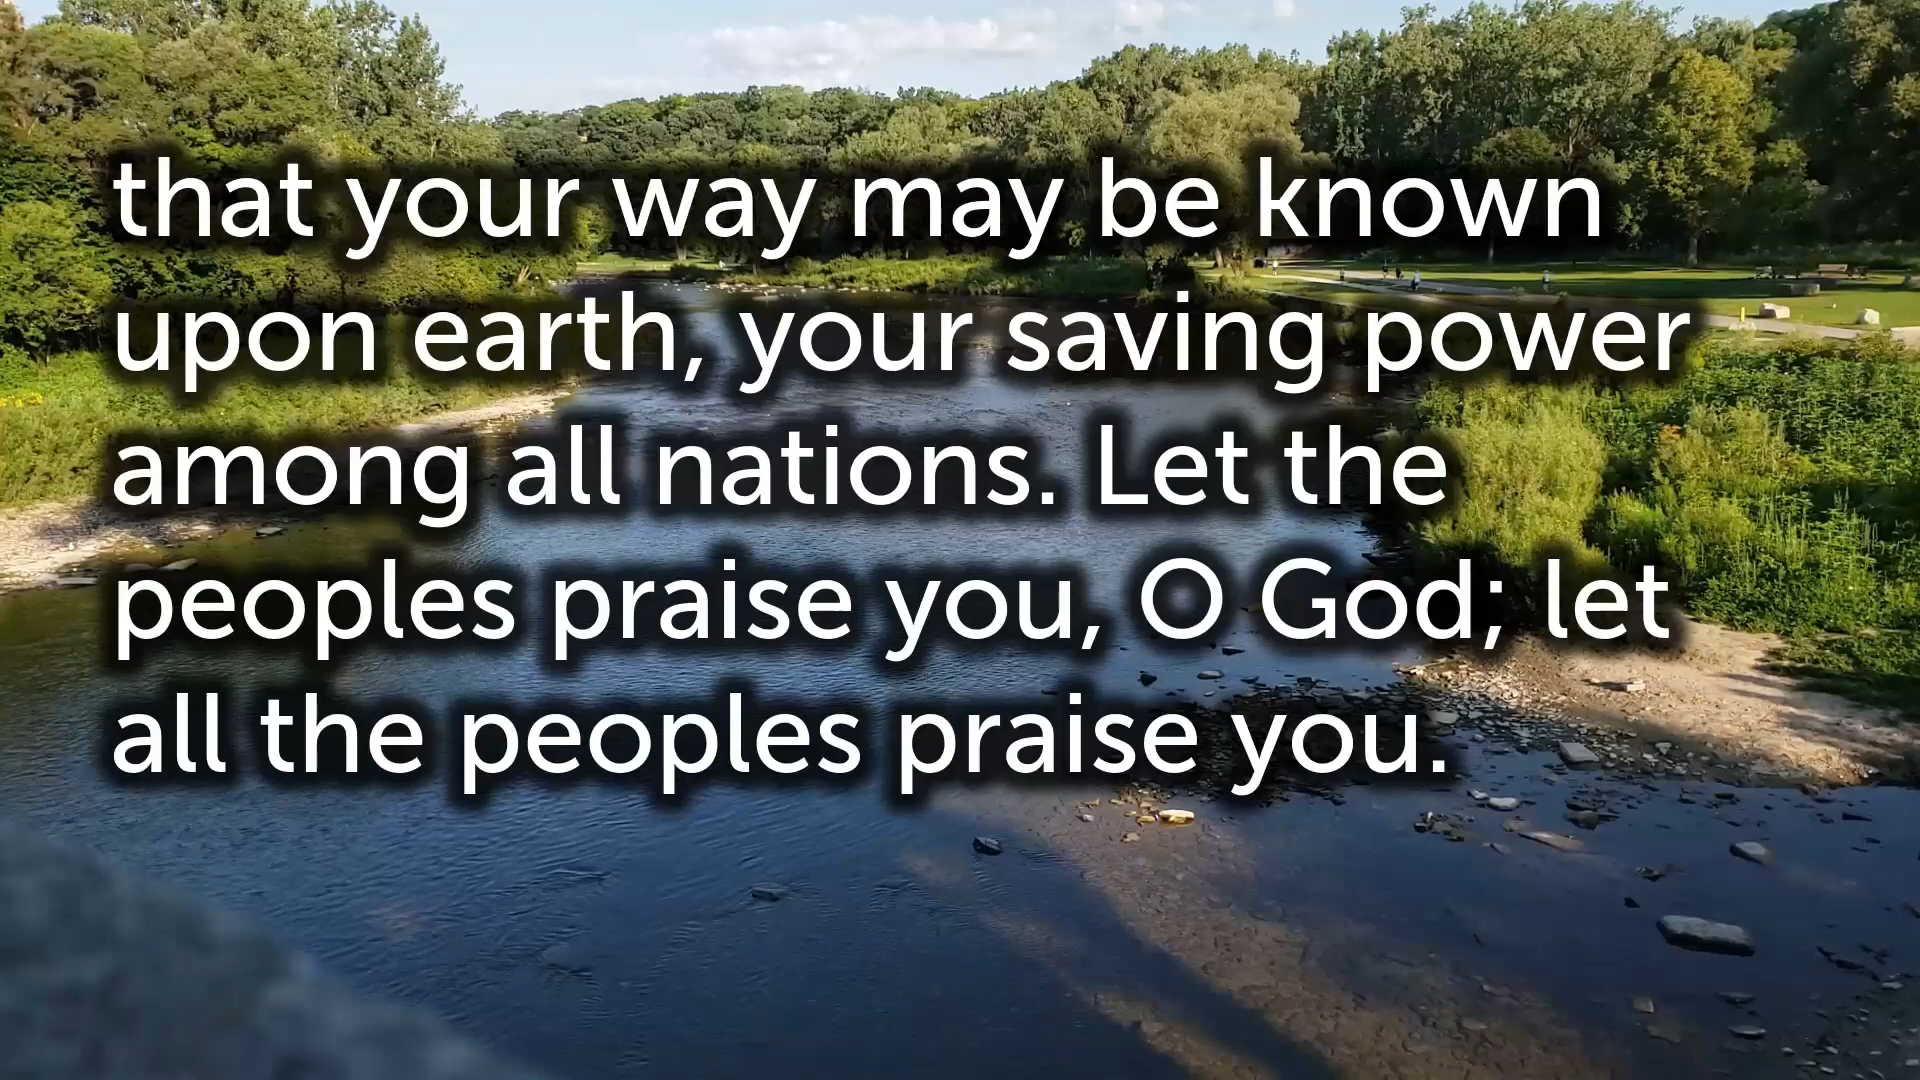 that your way may be known
upon earth, your saving power
among all nations. Let the
peoples praise you, O God; let
all the peoples praise you.